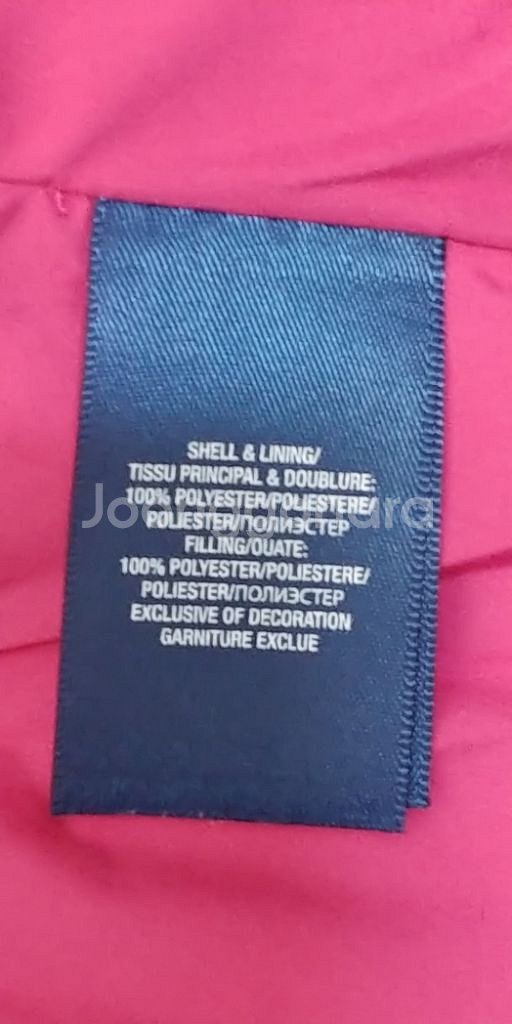 SHELL & LINING/
TISSU PRINCIPAL & DOUBLURE:
100% POLYESTER/POLIESTERE/
POLIESTER/ПОЛИЭСТЕР
FILLING/OUATE:
100% POLYESTER/POLIESTERE/
POLIESTER/ПОЛИЭСТЕР
EXCLUSIVE OF DECORATION
GARNITURE EXCLUE